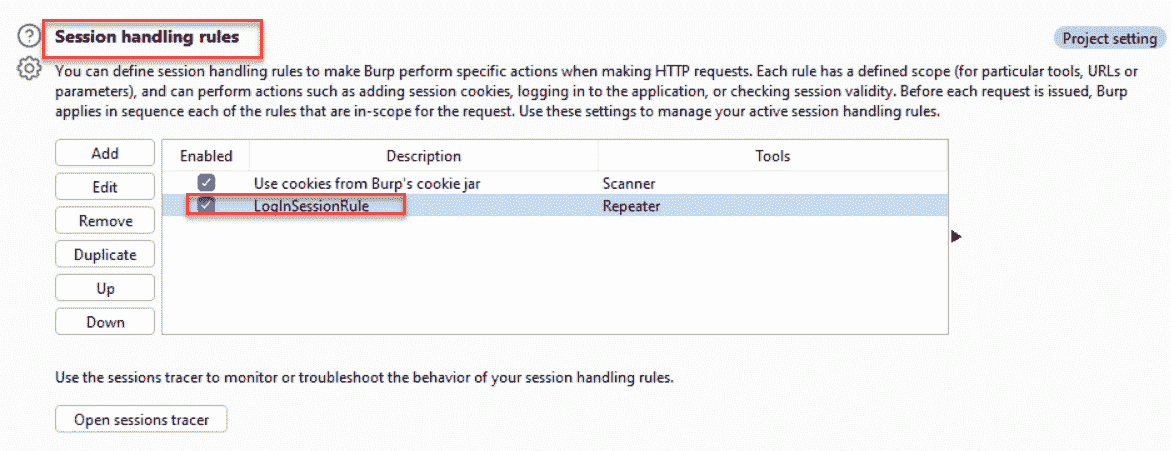 Session handling rules
Project setting
You can define session handling rules to make Burp perform specific actions when making HTTP requests. Each rule has a defined scope (for particular tools, URLs or
parameters), and can perform actions such as adding session cookies, logging in to the application, or checking session validity. Before each request is issued, Burp
applies in sequence each of the rules that are in-scope for the request. Use these settings to manage your active session handling rules.
Add
Edit
Remove
Duplicate
Up
Down
Enabled Description Tools
Use cookies from Burp's cookie jar Scanner
LogInSessionRule Repeater
Use the sessions tracer to monitor or troubleshoot the behavior of your session handling rules.
Open sessions tracer